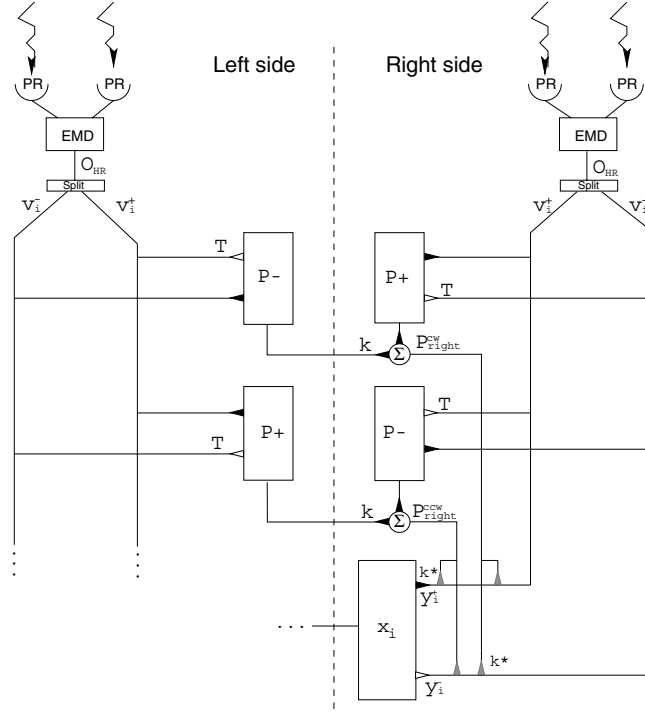 Left side
Right side
PR PR
PR PR
EMD
EMD
O_HR
O_HR
Split
Split
v_i^- v_i^+
v_i^+ v_i^-
T
P-
P+
T
k
Σ
P_right^cw
P+
T
T
P-
k
Σ
P_right^ccw
k*
y_i^+
...
x_i
k*
y_i